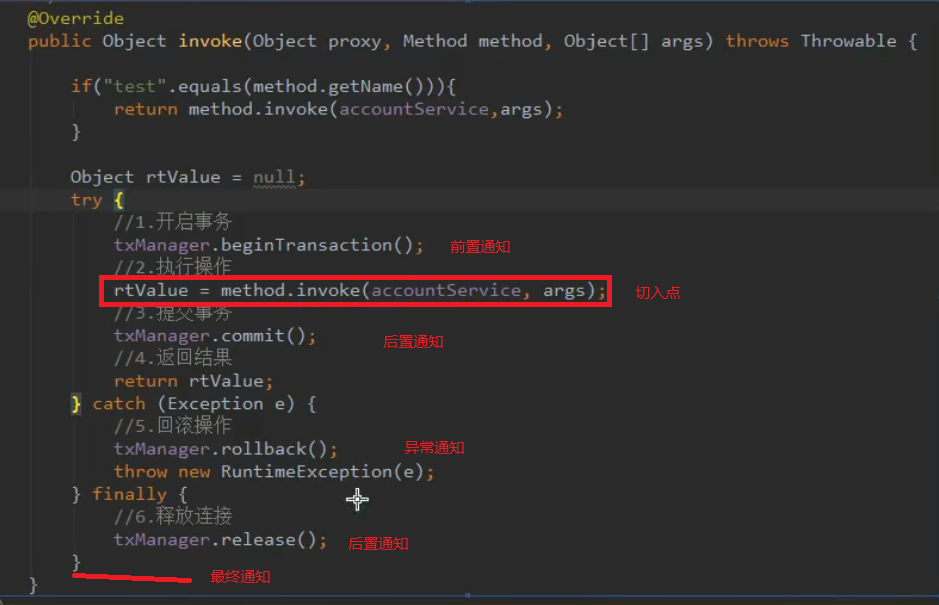 @Override
public Object invoke(Object proxy, Method method, Object[] args) throws Throwable {
if("test".equals(method.getName())){
return method.invoke(accountService,args);
}
Object rtValue = null;
try {
//1.开启事务
txManager.beginTransaction(); 前置通知
//2.执行操作
rtValue = method.invoke(accountService, args); 切入点
//3.提交事务
txManager.commit(); 后置通知
//4.返回结果
return rtValue;
} catch (Exception e) {
//5.回滚操作
txManager.rollback(); 异常通知
throw new RuntimeException(e);
} finally {
//6.释放连接
txManager.release(); 后置通知
}
最终通知
}